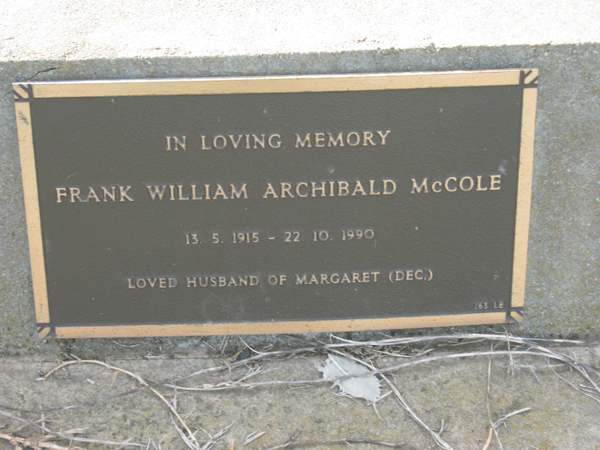 IN LOVING MEMORY
FRANK WILLIAM ARCHIBALD McCOLE
13. 5. 1915 - 22. 10. 1990
LOVED HUSBAND OF MARGARET (DEC.)
165 LE